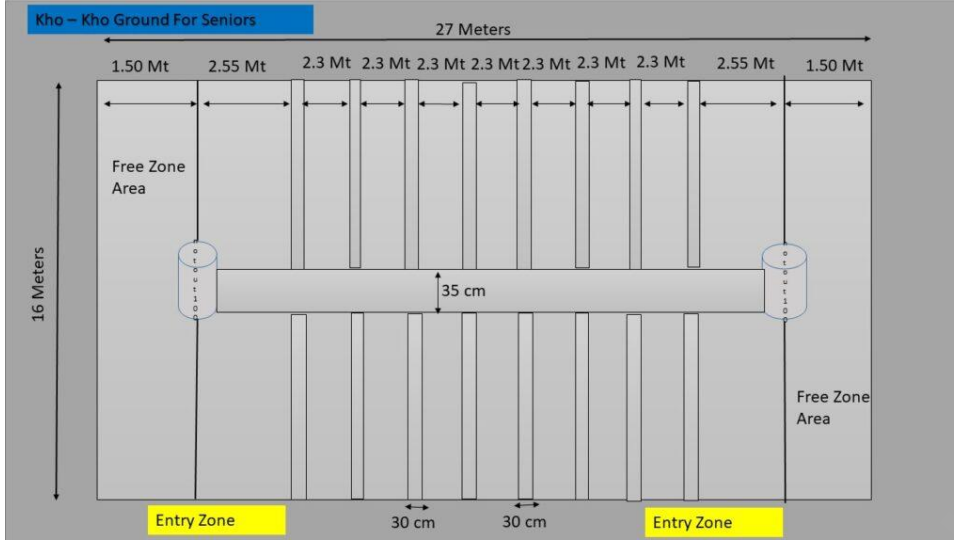 Kho – Kho Ground For Seniors
27 Meters
1.50 Mt 2.55 Mt 2.3 Mt 2.3 Mt 2.3 Mt 2.3 Mt 2.3 Mt 2.3 Mt 2.3 Mt 2.55 Mt 1.50 Mt
Free Zone
Area
16 Meters
35 cm
Free Zone
Area
Entry Zone
30 cm
30 cm
Entry Zone